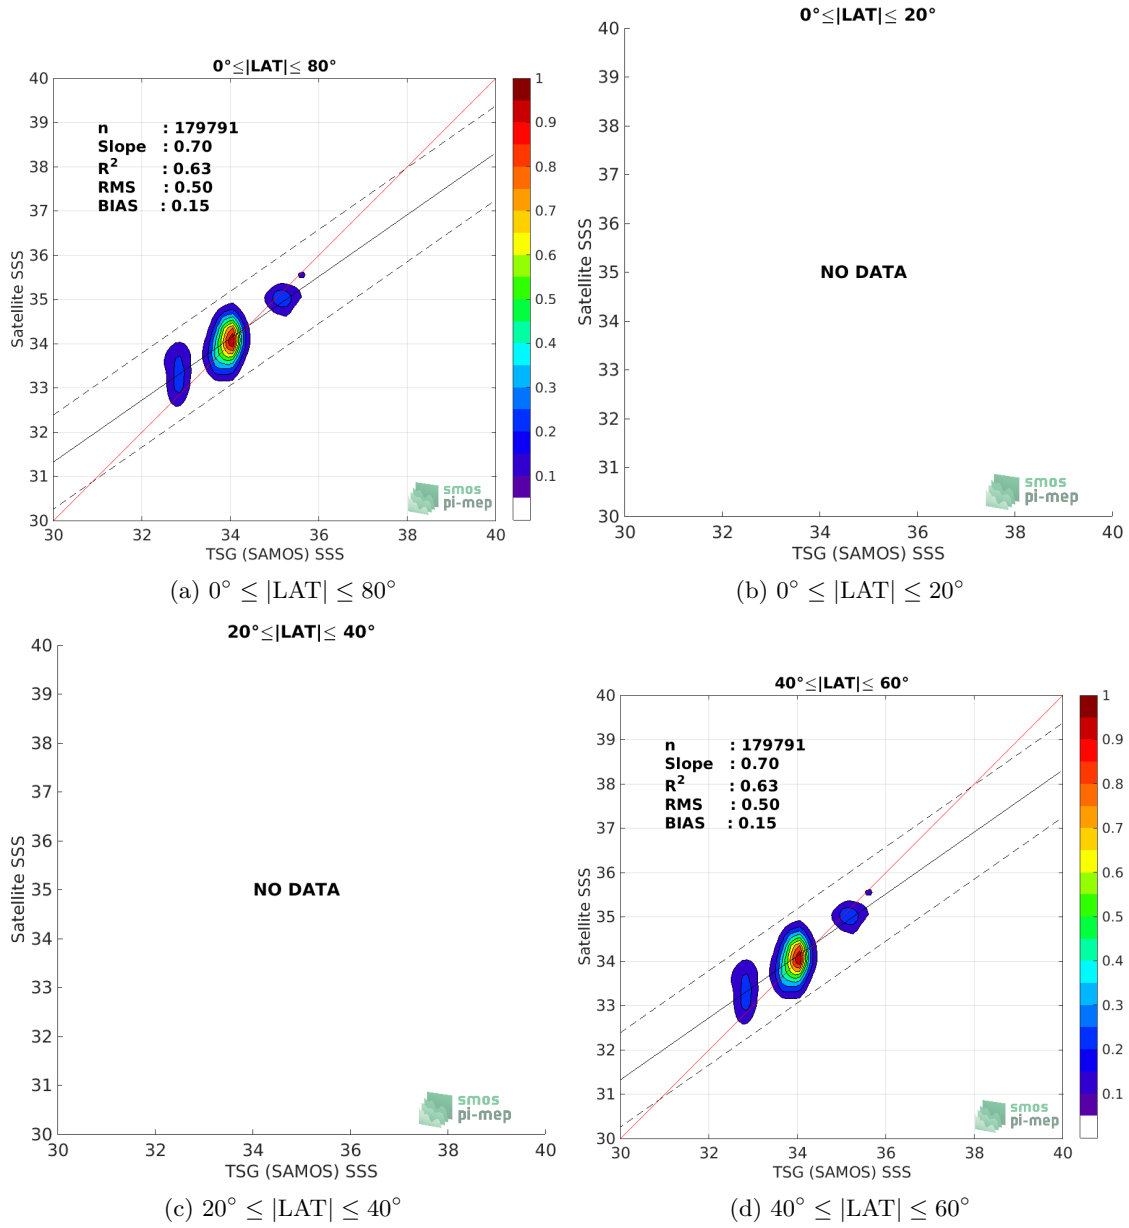 0°≤|LAT|≤ 80°
40
39
38
37
36
35
34
33
32
31
30
Satellite SSS
n : 179791
Slope : 0.70
R² : 0.63
RMS : 0.50
BIAS : 0.15
smos
pi-mep
30 32 34 36 38 40
TSG (SAMOS) SSS
1
0.9
0.8
0.7
0.6
0.5
0.4
0.3
0.2
0.1
(a) 0° ≤ |LAT| ≤ 80°
0°≤|LAT|≤ 20°
40
39
38
37
36
35
34
33
32
31
30
Satellite SSS
NO DATA
smos
pi-mep
30 32 34 36 38 40
TSG (SAMOS) SSS
(b) 0° ≤ |LAT| ≤ 20°
20°≤|LAT|≤ 40°
40
39
38
37
36
35
34
33
32
31
30
Satellite SSS
NO DATA
smos
pi-mep
30 32 34 36 38 40
TSG (SAMOS) SSS
(c) 20° ≤ |LAT| ≤ 40°
40°≤|LAT|≤ 60°
40
39
38
37
36
35
34
33
32
31
30
Satellite SSS
n : 179791
Slope : 0.70
R² : 0.63
RMS : 0.50
BIAS : 0.15
smos
pi-mep
30 32 34 36 38 40
TSG (SAMOS) SSS
1
0.9
0.8
0.7
0.6
0.5
0.4
0.3
0.2
0.1
(d) 40° ≤ |LAT| ≤ 60°